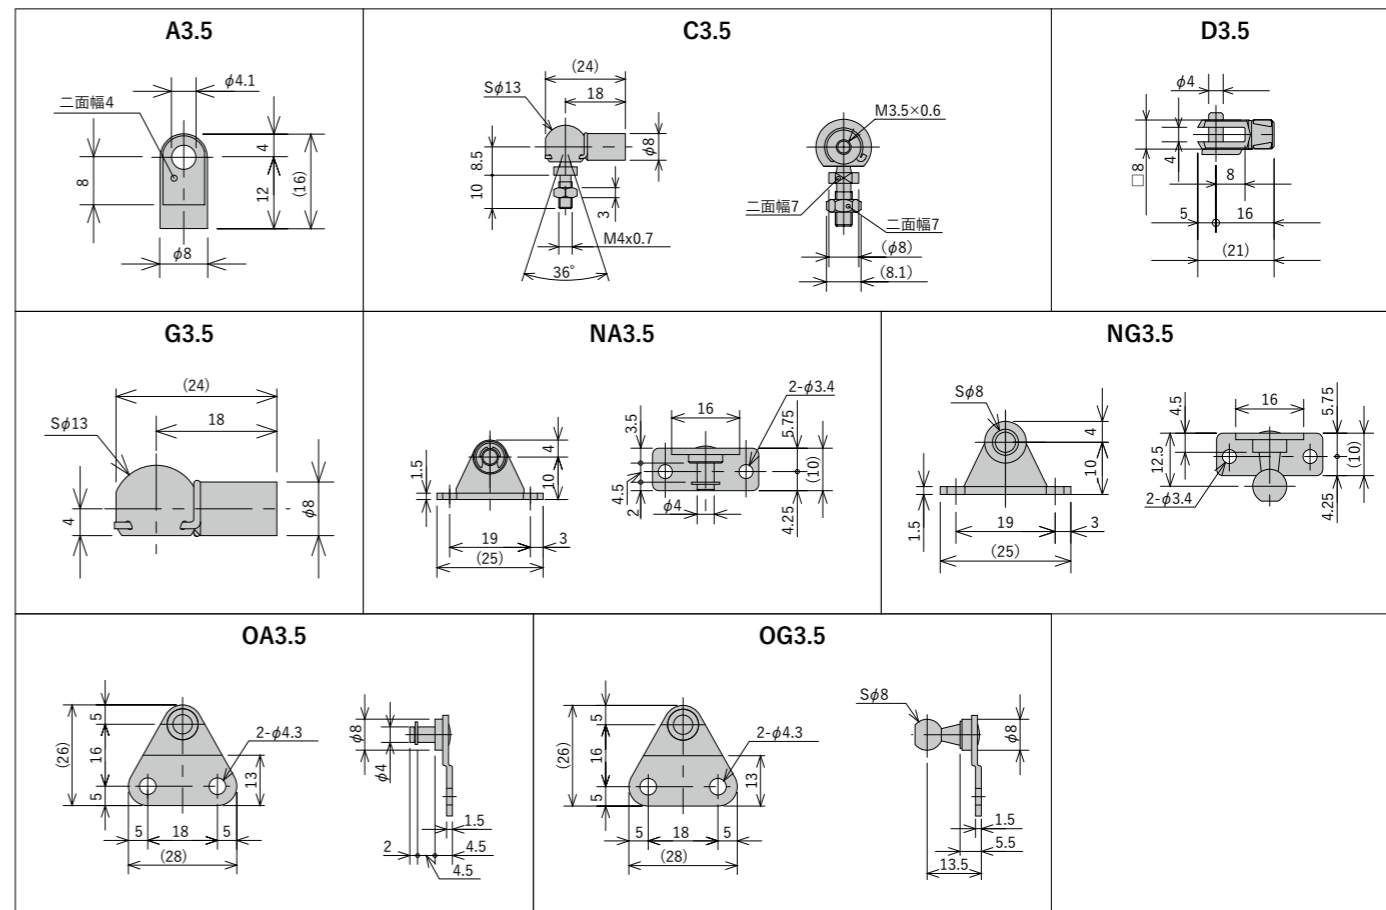 A3.5
φ4.1
二面幅4
4
8
12
(16)
φ8
C3.5
(24)
18
Sφ13
φ8
8.5
10
3
M4x0.7
36°
M3.5×0.6
二面幅7
二面幅7
(φ8)
(8.1)
D3.5
φ4
□8
4
8
5
16
(21)
G3.5
(24)
18
Sφ13
4
φ8
NA3.5
4
1.5
10
19
3
(25)
2-φ3.4
16
3.5
5.75
4.5
2
(10)
φ4
4.25
NG3.5
Sφ8
4
10
1.5
19
3
(25)
4.5
16
5.75
12.5
(10)
2-φ3.4
4.25
OA3.5
5
(26)
16
5
2-φ4.3
13
5
18
5
(28)
φ8
φ4
1.5
2
4.5
4.5
OG3.5
5
(26)
16
5
2-φ4.3
13
5
18
5
(28)
Sφ8
φ8
1.5
5.5
13.5